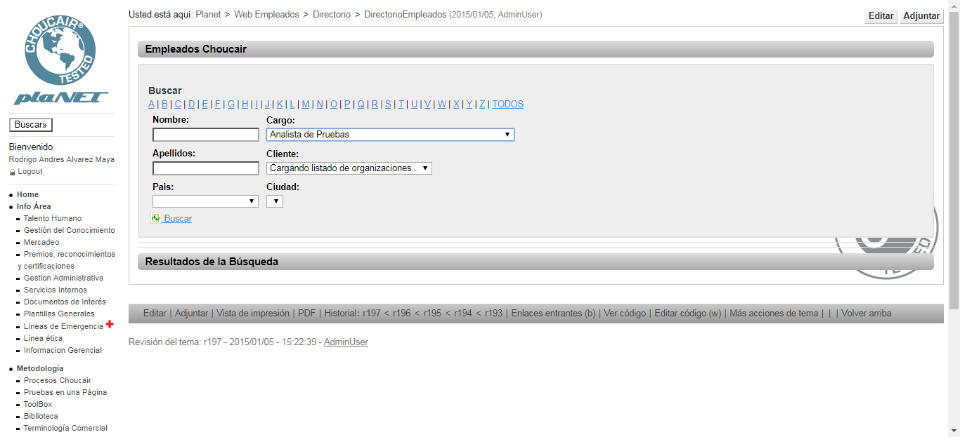 CHOUCAIR
TESTED
plaNET
Buscar»
Bienvenido
Rodrigo Andres Alvarez Maya
Logout
Home
Info Área
Talento Humano
Gestión del Conocimiento
Mercadeo
Premios, reconocimientos
y certificaciones
Gestion Administrativa
Servicios Internos
Documentos de Interés
Plantillas Generales
Líneas de Emergencia
Línea ética
Informacion Gerencial
Metodología
Procesos Choucair
Pruebas en una Página
ToolBox
Biblioteca
Terminología Comercial
Usted está aquí: Planet > Web Empleados > Directorio > DirectorioEmpleados (2015/01/05, AdminUser)
Editar Adjuntar
Empleados Choucair
Buscar
A | B | C | D | E | F | G | H | I | J | K | L | M | N | O | P | Q | R | S | T | U | V | W | X | Y | Z | TODOS
Nombre: Cargo:
Analista de Pruebas
Apellidos: Cliente:
Cargando listado de organizaciones...
Pais: Ciudad:
Buscar
TESTED
Resultados de la Búsqueda
Editar | Adjuntar | Vista de impresión | PDF | Historial: r197 < r196 < r195 < r194 < r193 | Enlaces entrantes (b) | Ver código | Editar código (w) | Más acciones de tema | | | Volver arriba
Revisión del tema: r197 - 2015/01/05 - 15:22:39 - AdminUser